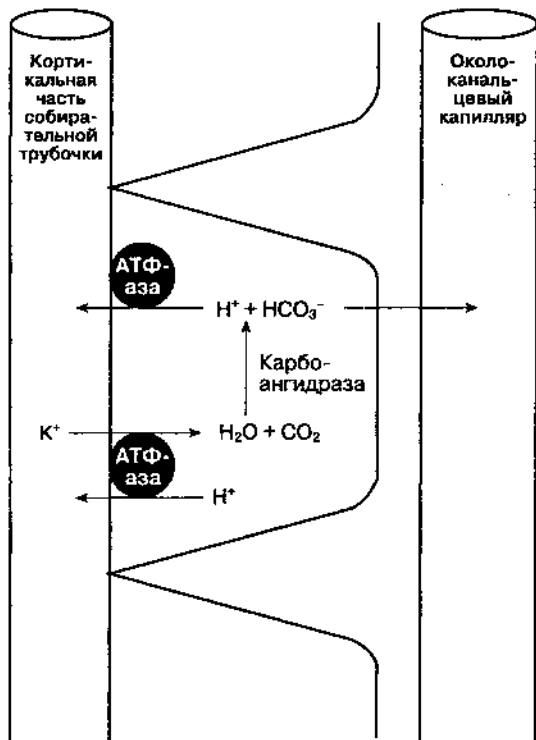 Корти-
кальная
часть
собира-
тельной
трубочки
Около-
каналь-
цевый
капилляр
АТФ-
аза
H⁺ + HCO₃⁻
Карбо-
ангидраза
K⁺
H₂O + CO₂
АТФ-
аза
H⁺